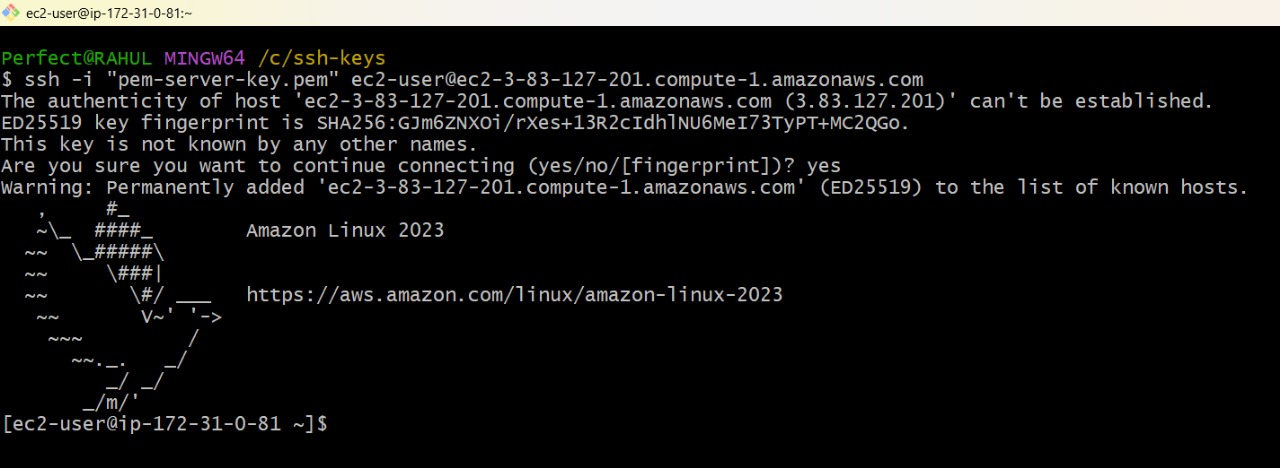 ec2-user@ip-172-31-0-81:~
Perfect@RAHUL MINGW64 /c/ssh-keys
$ ssh -i "pem-server-key.pem" ec2-user@ec2-3-83-127-201.compute-1.amazonaws.com
The authenticity of host 'ec2-3-83-127-201.compute-1.amazonaws.com (3.83.127.201)' can't be established.
ED25519 key fingerprint is SHA256:GJm6ZNXOi/rXes+13R2cIdhlNU6MeI73TyPT+MC2QGo.
This key is not known by any other names.
Are you sure you want to continue connecting (yes/no/[fingerprint])? yes
Warning: Permanently added 'ec2-3-83-127-201.compute-1.amazonaws.com' (ED25519) to the list of known hosts.
   ,     #_
   ~\_  ####_        Amazon Linux 2023
  ~~  \_#####\
  ~~     \###|
  ~~       \#/ ___   https://aws.amazon.com/linux/amazon-linux-2023
   ~~       V~' '->
    ~~~         /
      ~~._.   _/
         _/ _/
       _/m/'
[ec2-user@ip-172-31-0-81 ~]$